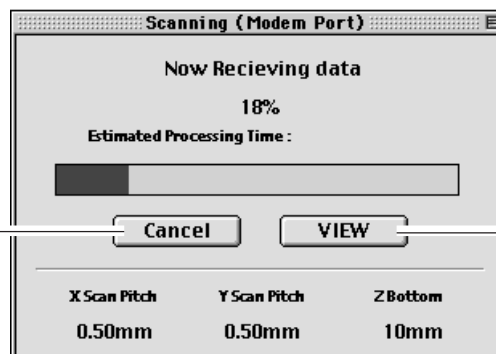 Scanning (Modem Port)
Now Recieving data
18%
Estimated Processing Time :
Cancel VIEW
X Scan Pitch Y Scan Pitch Z Bottom
0.50mm 0.50mm 10mm